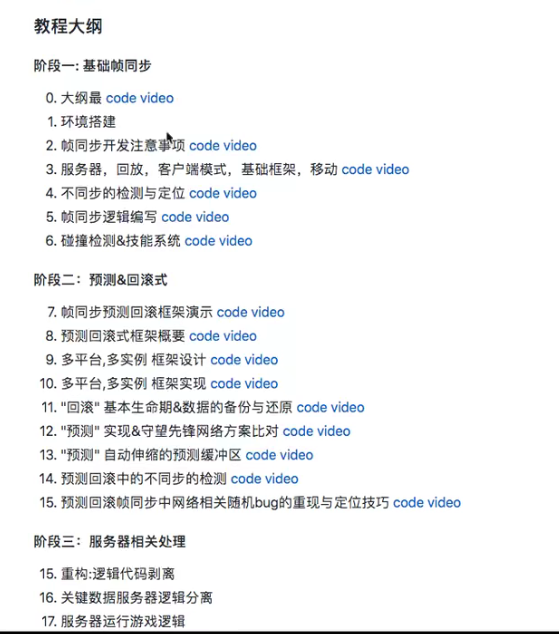 教程大纲
阶段一: 基础帧同步
0. 大纲最 code video
1. 环境搭建
2. 帧同步开发注意事项 code video
3. 服务器，回放，客户端模式，基础框架，移动 code video
4. 不同步的检测与定位 code video
5. 帧同步逻辑编写 code video
6. 碰撞检测&技能系统 code video
阶段二：预测&回滚式
7. 帧同步预测回滚框架演示 code video
8. 预测回滚式框架概要 code video
9. 多平台,多实例 框架设计 code video
10. 多平台,多实例 框架实现 code video
11. "回滚" 基本生命期&数据的备份与还原 code video
12. "预测" 实现&守望先锋网络方案比对 code video
13. "预测" 自动伸缩的预测缓冲区 code video
14. 预测回滚中的不同步的检测 code video
15. 预测回滚帧同步中网络相关随机bug的重现与定位技巧 code video
阶段三：服务器相关处理
15. 重构:逻辑代码剥离
16. 关键数据服务器逻辑分离
17. 服务器运行游戏逻辑